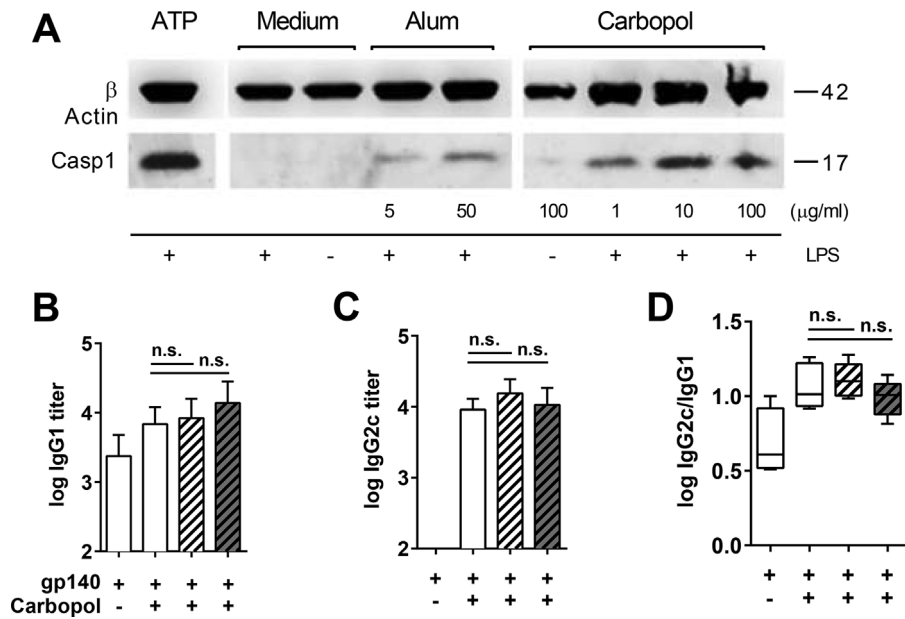 A ATP Medium Alum Carbopol
β
Actin 42
Casp1 17
5 50 100 1 10 100 (µg/ml)
+ + - + + - + + + LPS
B C D
5
4
3
2
log IgG1 titer
n.s.
n.s.
gp140 + + + +
Carbopol - + + +
5
4
3
2
log IgG2c titer
n.s.
n.s.
+ + + +
- + + +
1.5
1.0
0.5
0.0
log IgG2c/IgG1
n.s.
n.s.
+ + + +
- + + +